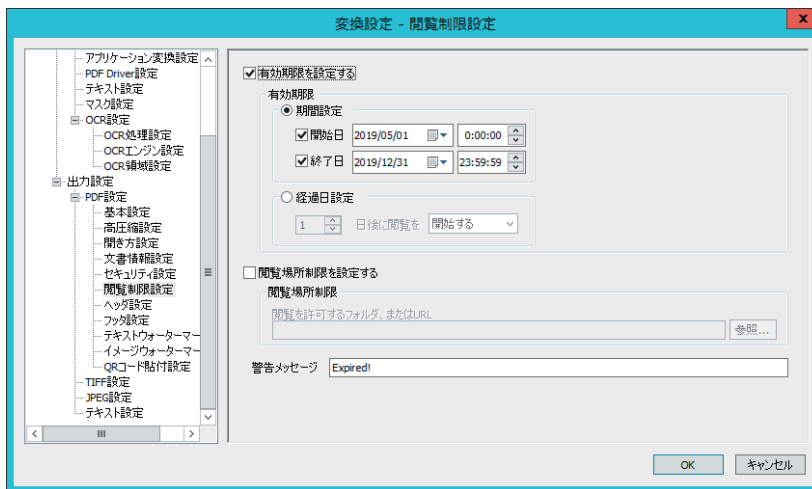 変換設定 - 閲覧制限設定
x
アプリケーション変換設定
PDF Driver設定
テキスト設定
マスク設定
OCR設定
OCR処理設定
OCRエンジン設定
OCR領域設定
出力設定
PDF設定
基本設定
高圧縮設定
開き方設定
文書情報設定
セキュリティ設定
閲覧制限設定
ヘッダ設定
フッタ設定
テキストウォーターマー
イメージウォーターマー
QRコード貼付設定
TIFF設定
JPEG設定
テキスト設定
有効期限を設定する
有効期限
期間設定
開始日 2019/05/01 0:00:00
終了日 2019/12/31 23:59:59
経過日設定
1 日後に閲覧を 開始する
閲覧場所制限を設定する
閲覧場所制限
閲覧を許可するフォルダ、またはURL
参照...
警告メッセージ Expired!
OK キャンセル